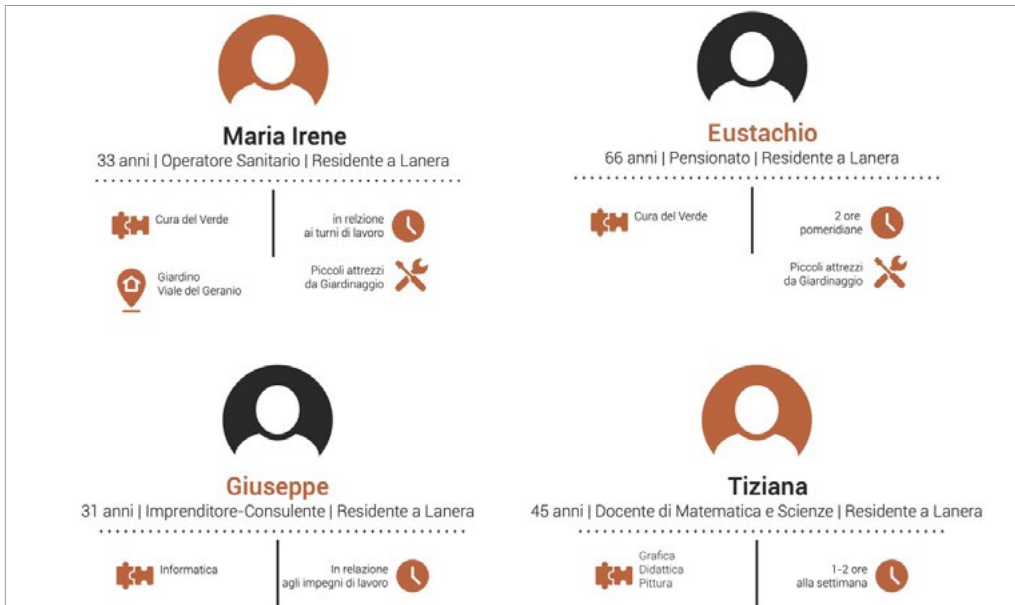 Maria Irene
33 anni | Operatore Sanitario | Residente a Lanera
Cura del Verde
in relzione
ai turni di lavoro
Giardino
Viale del Geranio
Piccoli attrezzi
da Giardinaggio
Eustachio
66 anni | Pensionato | Residente a Lanera
Cura del Verde
2 ore
pomeridiane
Piccoli attrezzi
da Giardinaggio
Giuseppe
31 anni | Imprenditore-Consulente | Residente a Lanera
Informatica
In relazione
agli impegni di lavoro
Tiziana
45 anni | Docente di Matematica e Scienze | Residente a Lanera
Grafica
Didattica
Pittura
1-2 ore
alla settimana